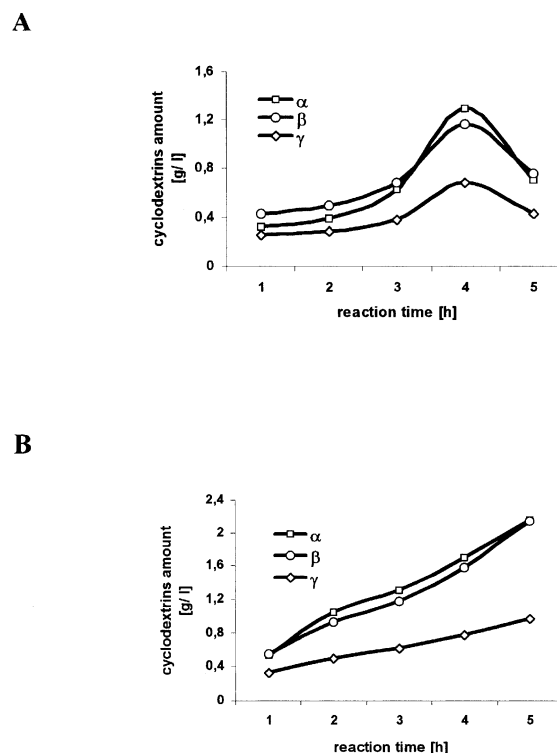 A
1,6
1,2
0,8
0,4
0
cyclodextrins amount
[g/ l]
α
β
γ
1 2 3 4 5
reaction time [h]
B
2,4
2
1,6
1,2
0,8
0,4
0
cyclodextrins amount
[g/ l]
α
β
γ
1 2 3 4 5
reaction time [h]